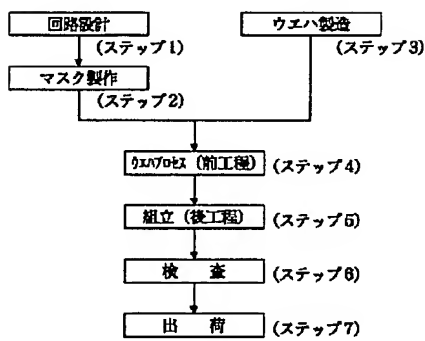 回路設計
ウエハ製造
(ステップ1)
(ステップ3)
マスク製作
(ステップ2)
ウエハプロセス (前工程)
(ステップ4)
組立 (後工程)
(ステップ5)
検 査
(ステップ6)
出 荷
(ステップ7)